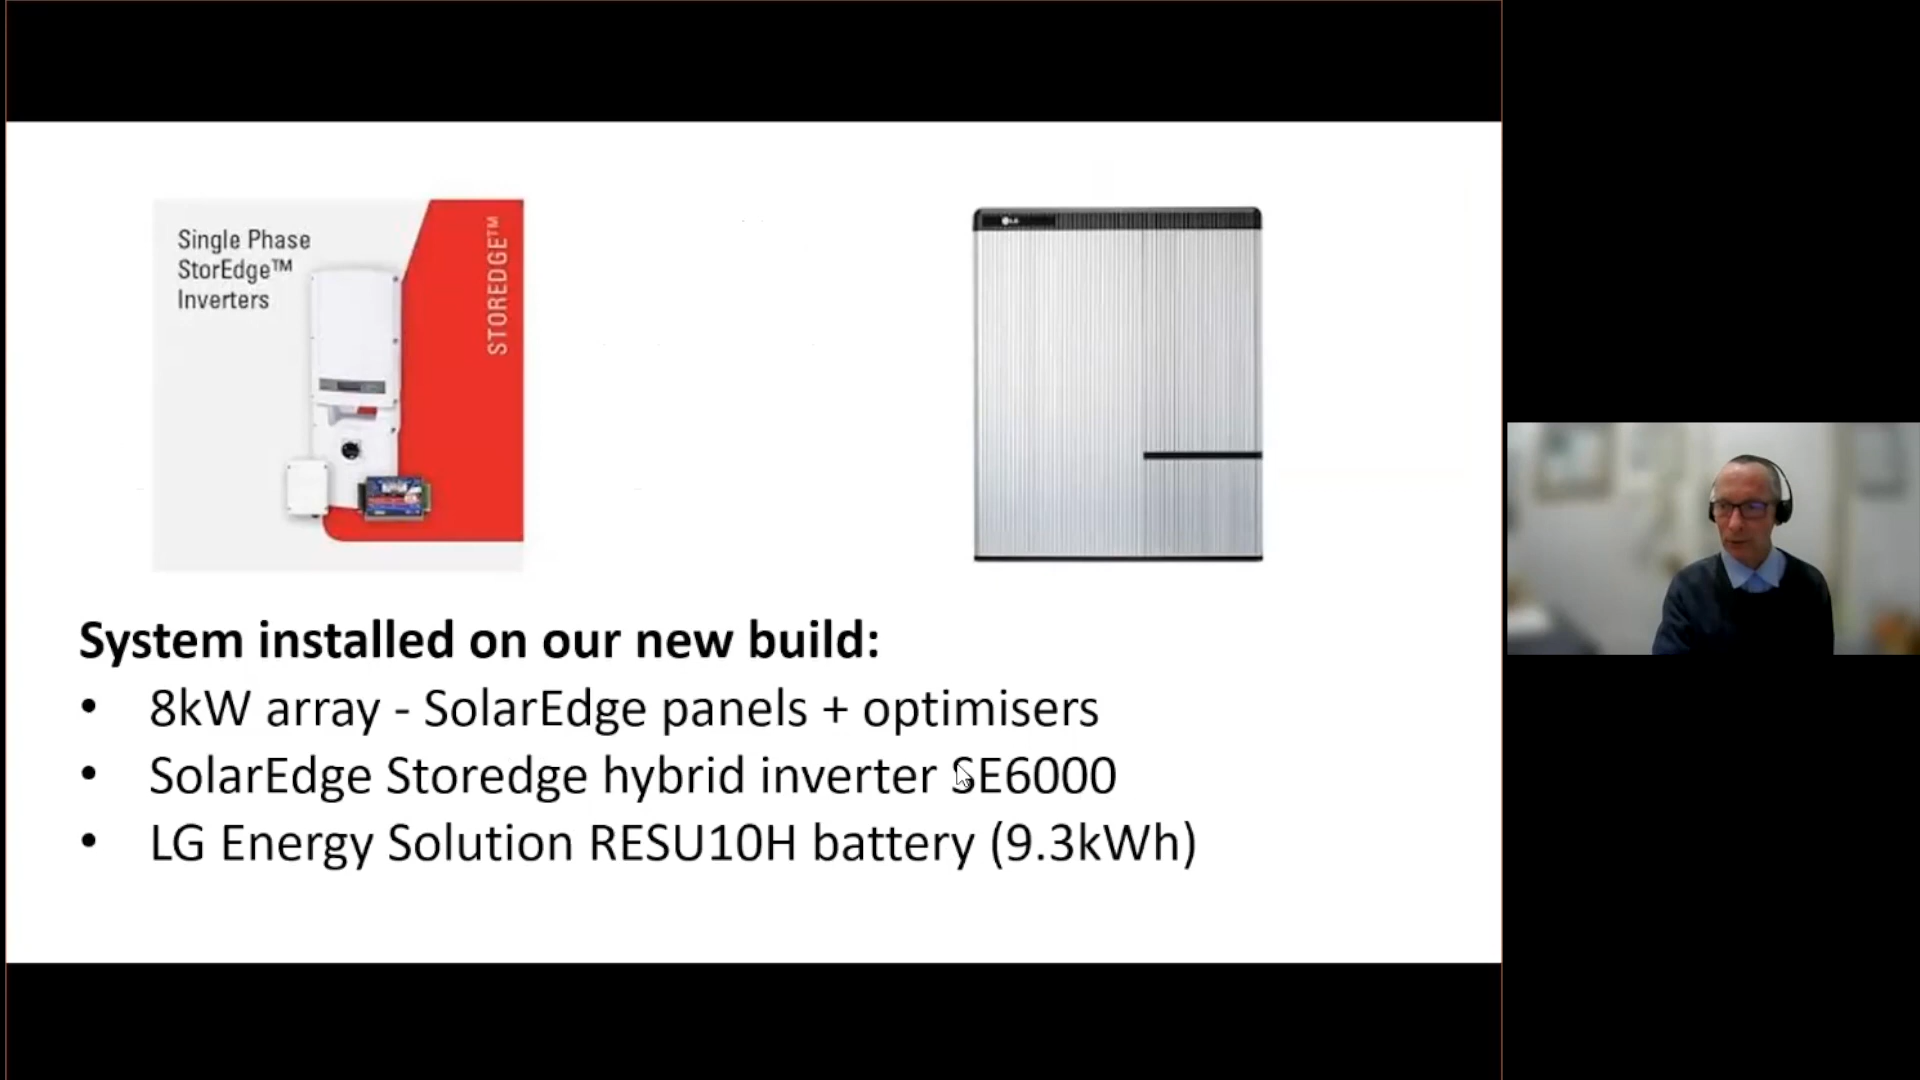 Single Phase
StorEdge™
Inverters
STOREDGE™
LG
System installed on our new build:
• 8kW array - SolarEdge panels + optimisers
• SolarEdge Storedge hybrid inverter SE6000
• LG Energy Solution RESU10H battery (9.3kWh)